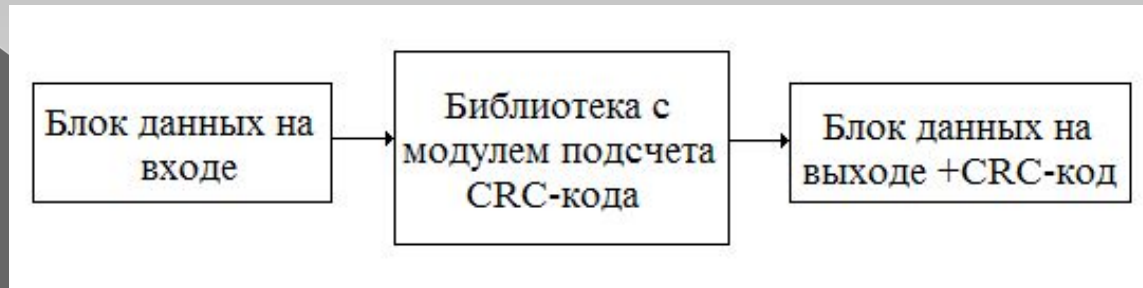 Блок данных на
входе
Библиотека с
модулем подсчета
CRC-кода
Блок данных на
выходе +CRC-код